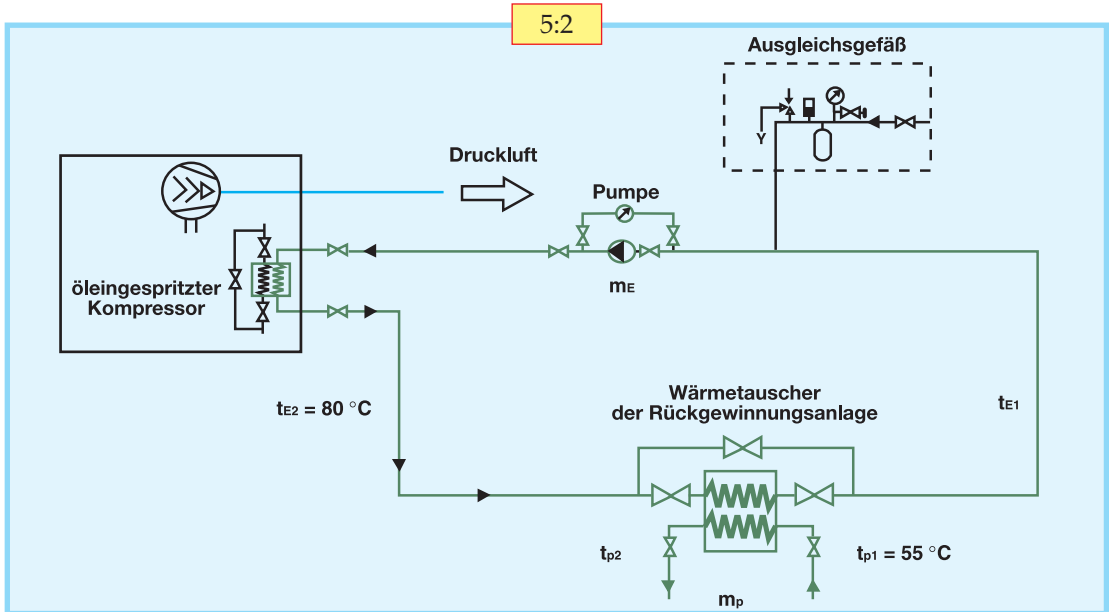 5:2
Ausgleichsgefäß
Y
Druckluft
Pumpe
mE
öleingespritzter
Kompressor
tE2 = 80 °C
Wärmetauscher
der Rückgewinnungsanlage
tE1
tp2
tp1 = 55 °C
mp